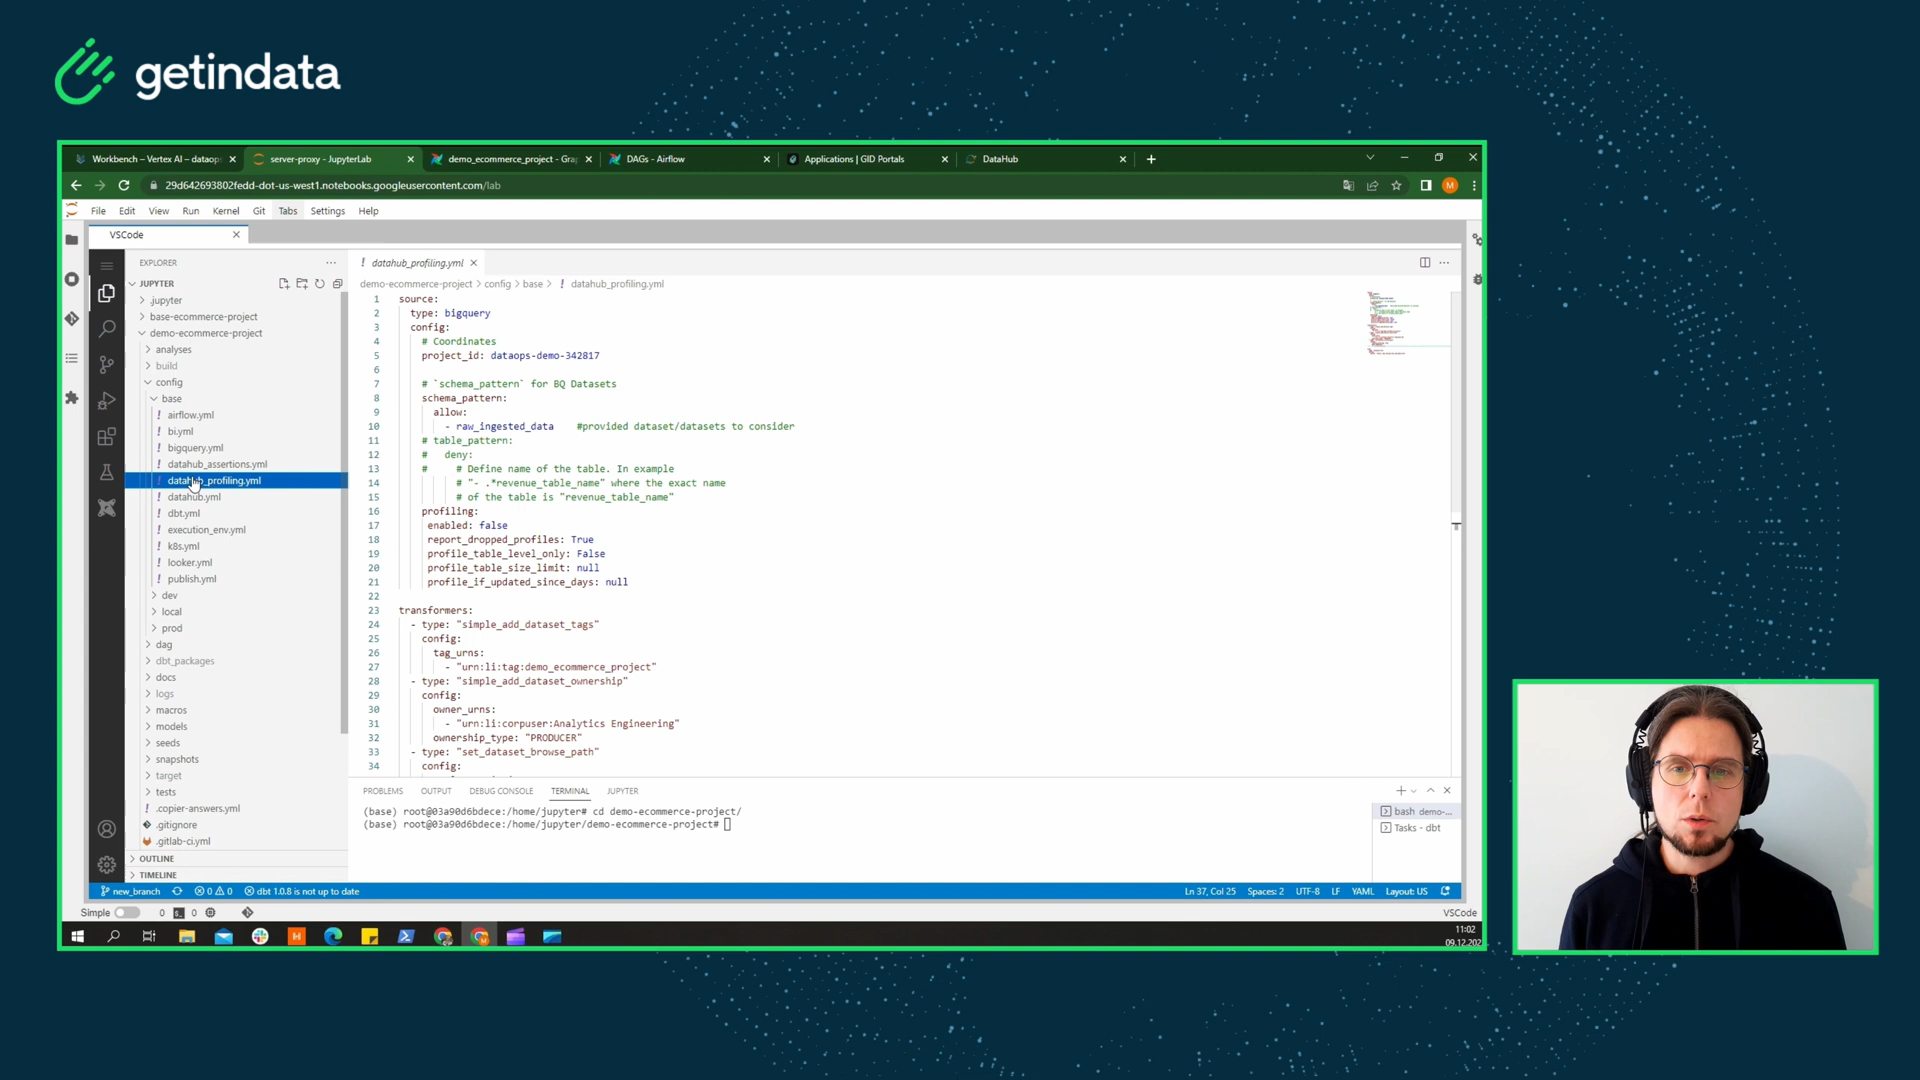 getindata
Workbench – Vertex AI – dataop
server-proxy - JupyterLab
demo_ecommerce_project - Gra
DAGs - Airflow
Applications | GID Portals
DataHub
29d642693802fedd-dot-us-west1.notebooks.googleusercontent.com/lab
M
File Edit View Run Kernel Git Tabs Settings Help
VSCode
EXPLORER
JUPYTER
.jupyter
base-ecommerce-project
demo-ecommerce-project
analyses
build
config
base
airflow.yml
bi.yml
bigquery.yml
datahub_assertions.yml
datahub_profiling.yml
datahub.yml
dbt.yml
execution_env.yml
k8s.yml
looker.yml
publish.yml
dev
local
prod
dag
dbt_packages
docs
logs
macros
models
seeds
snapshots
target
tests
.copier-answers.yml
.gitignore
.gitlab-ci.yml
OUTLINE
TIMELINE
! datahub_profiling.yml
demo-ecommerce-project > config > base > ! datahub_profiling.yml
1 source:
2 type: bigquery
3 config:
4 # Coordinates
5 project_id: dataops-demo-342817
6
7 # `schema_pattern` for BQ Datasets
8 schema_pattern:
9 allow:
10 - raw_ingested_data #provided dataset/datasets to consider
11 # table_pattern:
12 # deny:
13 # # Define name of the table. In example
14 # "- .*revenue_table_name" where the exact name
15 # of the table is "revenue_table_name"
16 profiling:
17 enabled: false
18 report_dropped_profiles: True
19 profile_table_level_only: False
20 profile_table_size_limit: null
21 profile_if_updated_since_days: null
22
23 transformers:
24 - type: "simple_add_dataset_tags"
25 config:
26 tag_urns:
27 - "urn:li:tag:demo_ecommerce_project"
28 - type: "simple_add_dataset_ownership"
29 config:
30 owner_urns:
31 - "urn:li:corpuser:Analytics Engineering"
32 ownership_type: "PRODUCER"
33 - type: "set_dataset_browse_path"
34 config:
PROBLEMS OUTPUT DEBUG CONSOLE TERMINAL JUPYTER
(base) root@03a90d6bdece:/home/jupyter# cd demo-ecommerce-project/
(base) root@03a90d6bdece:/home/jupyter/demo-ecommerce-project#
bash demo-...
Tasks - dbt
new_branch 0 0 dbt 1.0.8 is not up to date
Ln 37, Col 25 Spaces: 2 UTF-8 LF YAML Layout: US
Simple 0 0
VSCode
11:02
09.12.202